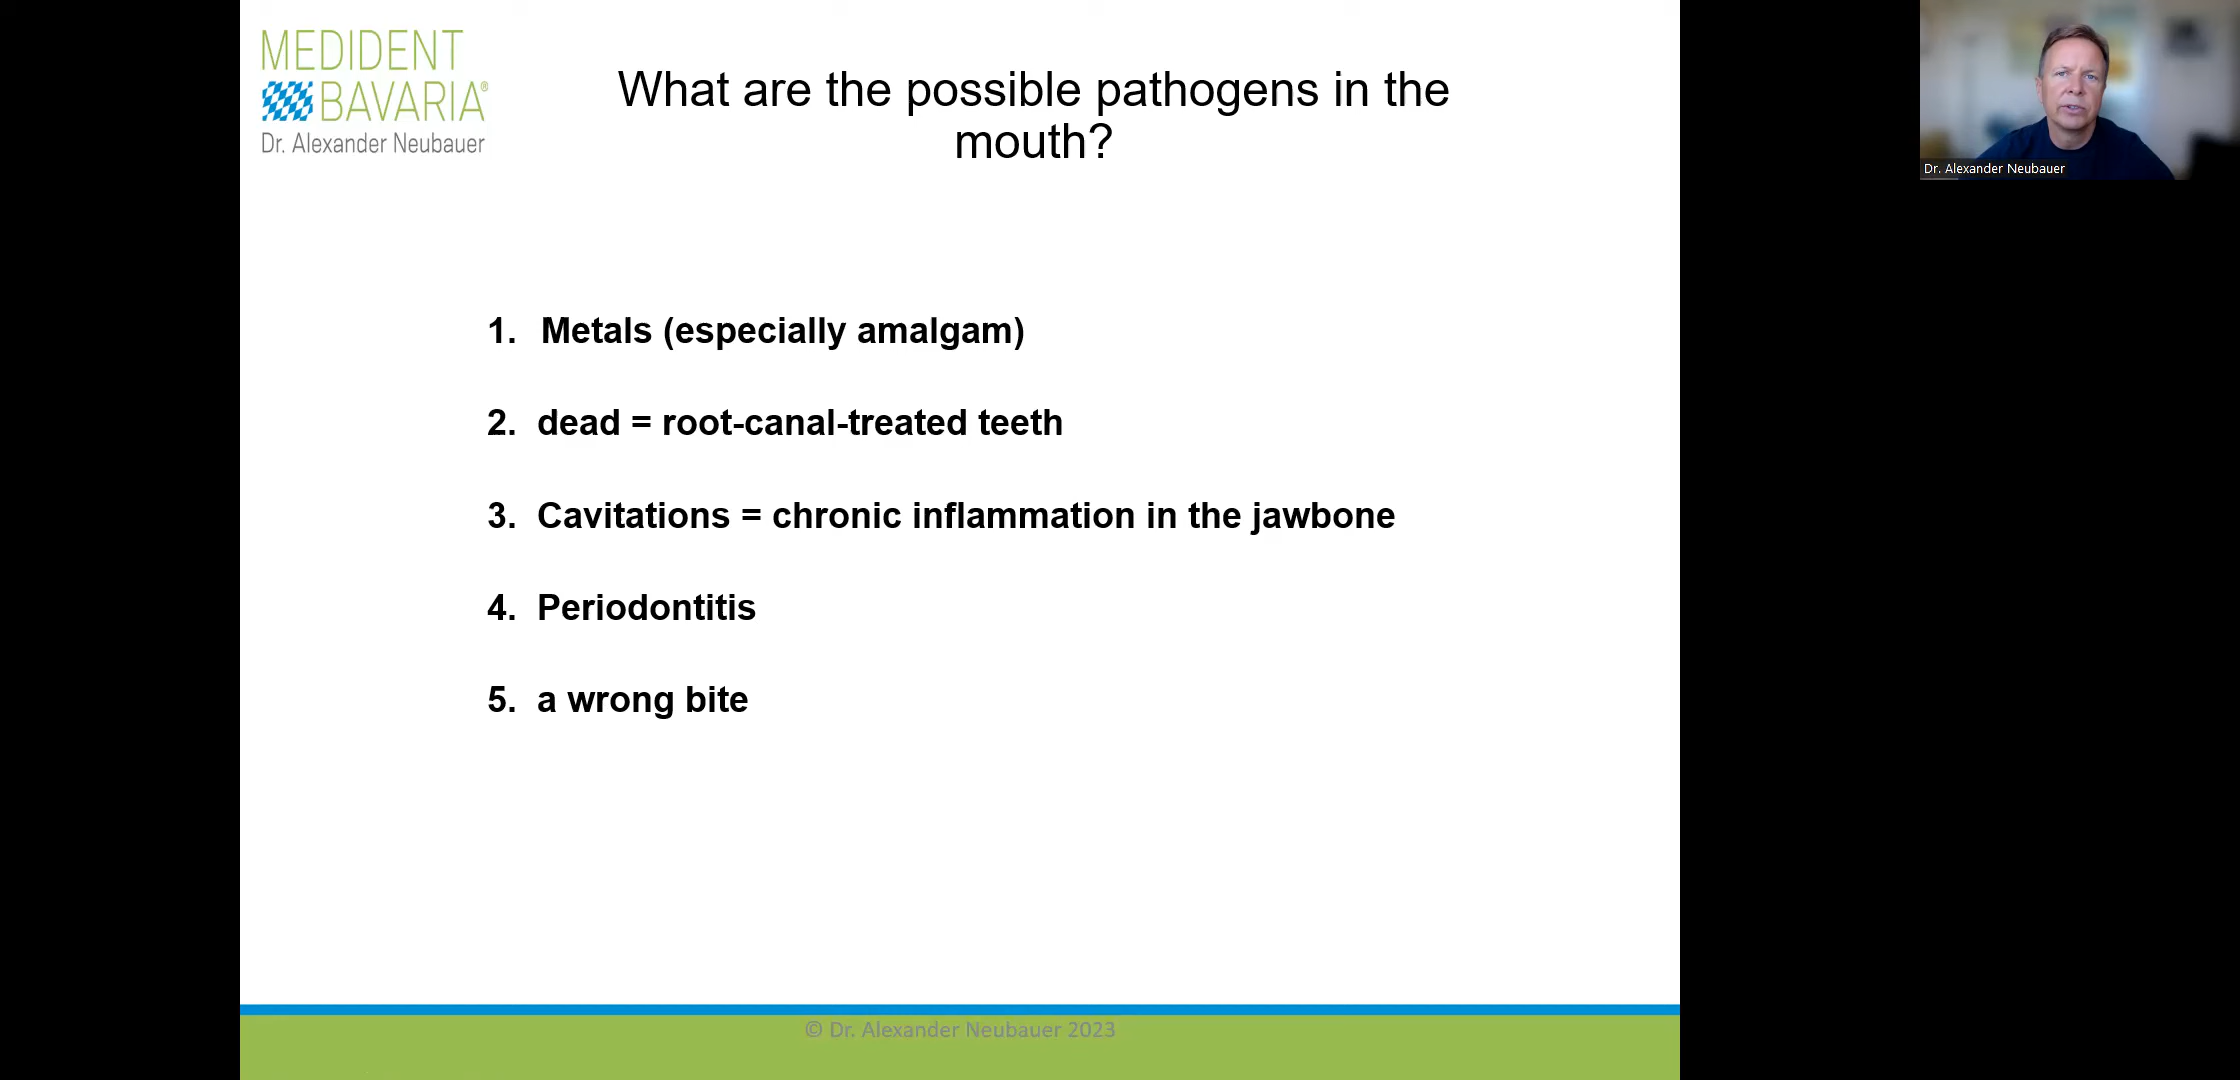 MEDIDENT
BAVARIA®
Dr. Alexander Neubauer
What are the possible pathogens in the
mouth?
1. Metals (especially amalgam)
2. dead = root-canal-treated teeth
3. Cavitations = chronic inflammation in the jawbone
4. Periodontitis
5. a wrong bite
© Dr. Alexander Neubauer 2023
Dr. Alexander Neubauer